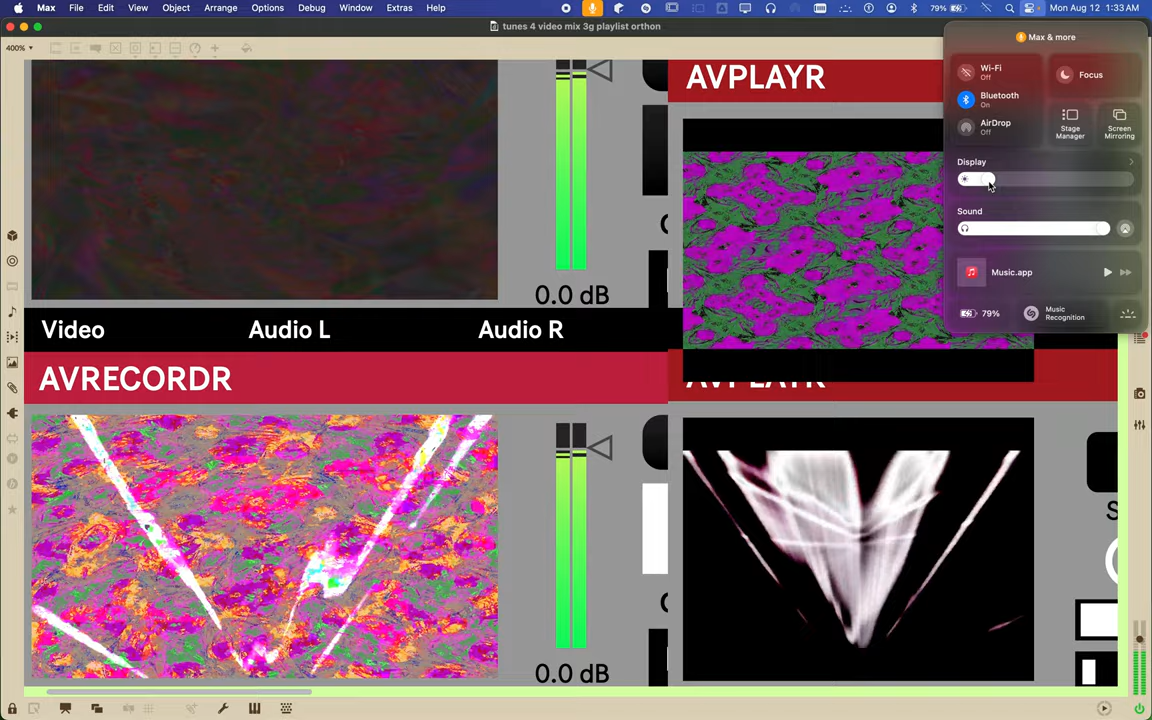 Max File Edit View Object Arrange Options Debug Window Extras Help
79%
Mon Aug 12 1:33 AM
tunes 4 video mix 3g playlist orthon
400%
Max & more
Wi-Fi
Off
Bluetooth
On
AirDrop
Off
Focus
Stage
Manager
Screen
Mirroring
Display
Sound
Music.app
79%
Music
Recognition
AVPLAYR
0.0 dB
Video Audio L Audio R
AVRECORDR
AVPLAYR
0.0 dB